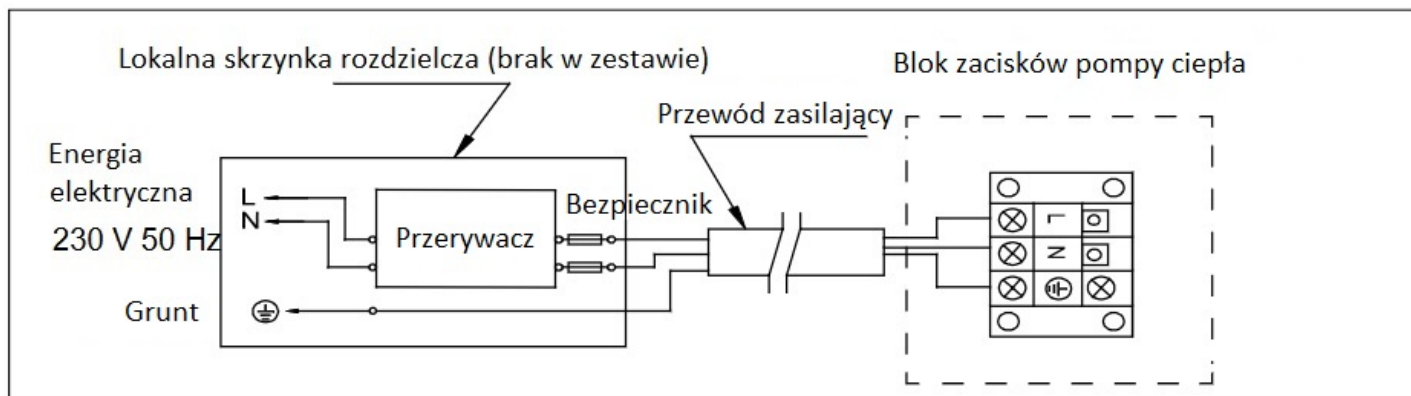 Lokalna skrzynka rozdzielcza (brak w zestawie)
Blok zacisków pompy ciepła
Przewód zasilający
Energia
elektryczna
230 V 50 Hz
L
N
Przerywacz
Bezpiecznik
Grunt
L
N